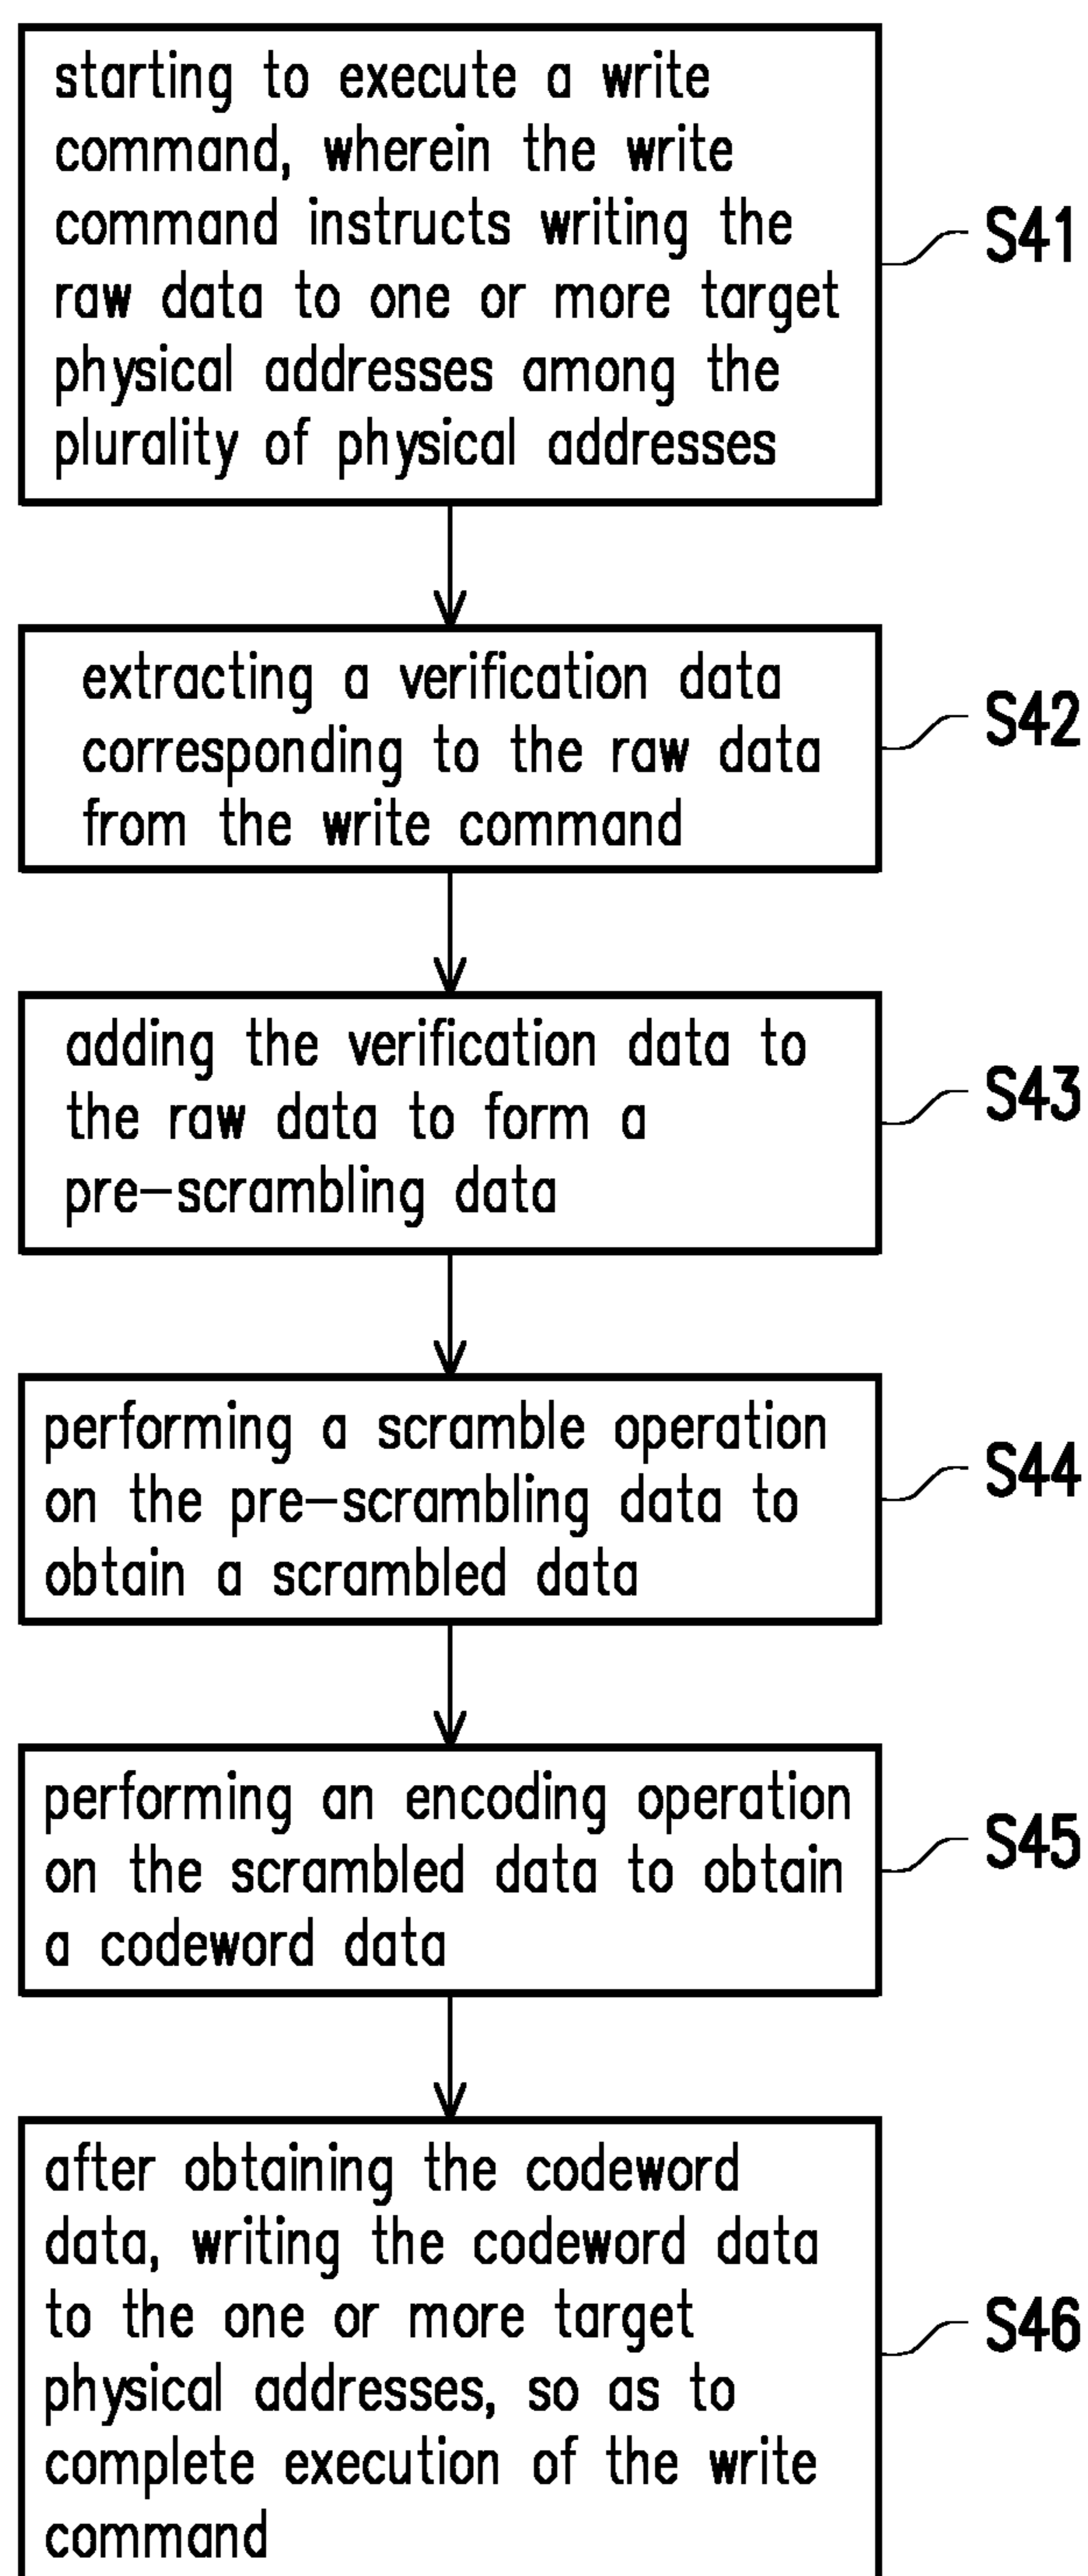 starting to execute a write
command, wherein the write
command instructs writing the
raw data to one or more target
physical addresses among the
plurality of physical addresses
S41
extracting a verification data
corresponding to the raw data
from the write command
S42
adding the verification data to
the raw data to form a
pre-scrambling data
S43
performing a scramble operation
on the pre-scrambling data to
obtain a scrambled data
S44
performing an encoding operation
on the scrambled data to obtain
a codeword data
S45
after obtaining the codeword
data, writing the codeword data
to the one or more target
physical addresses, so as to
complete execution of the write
command
S46